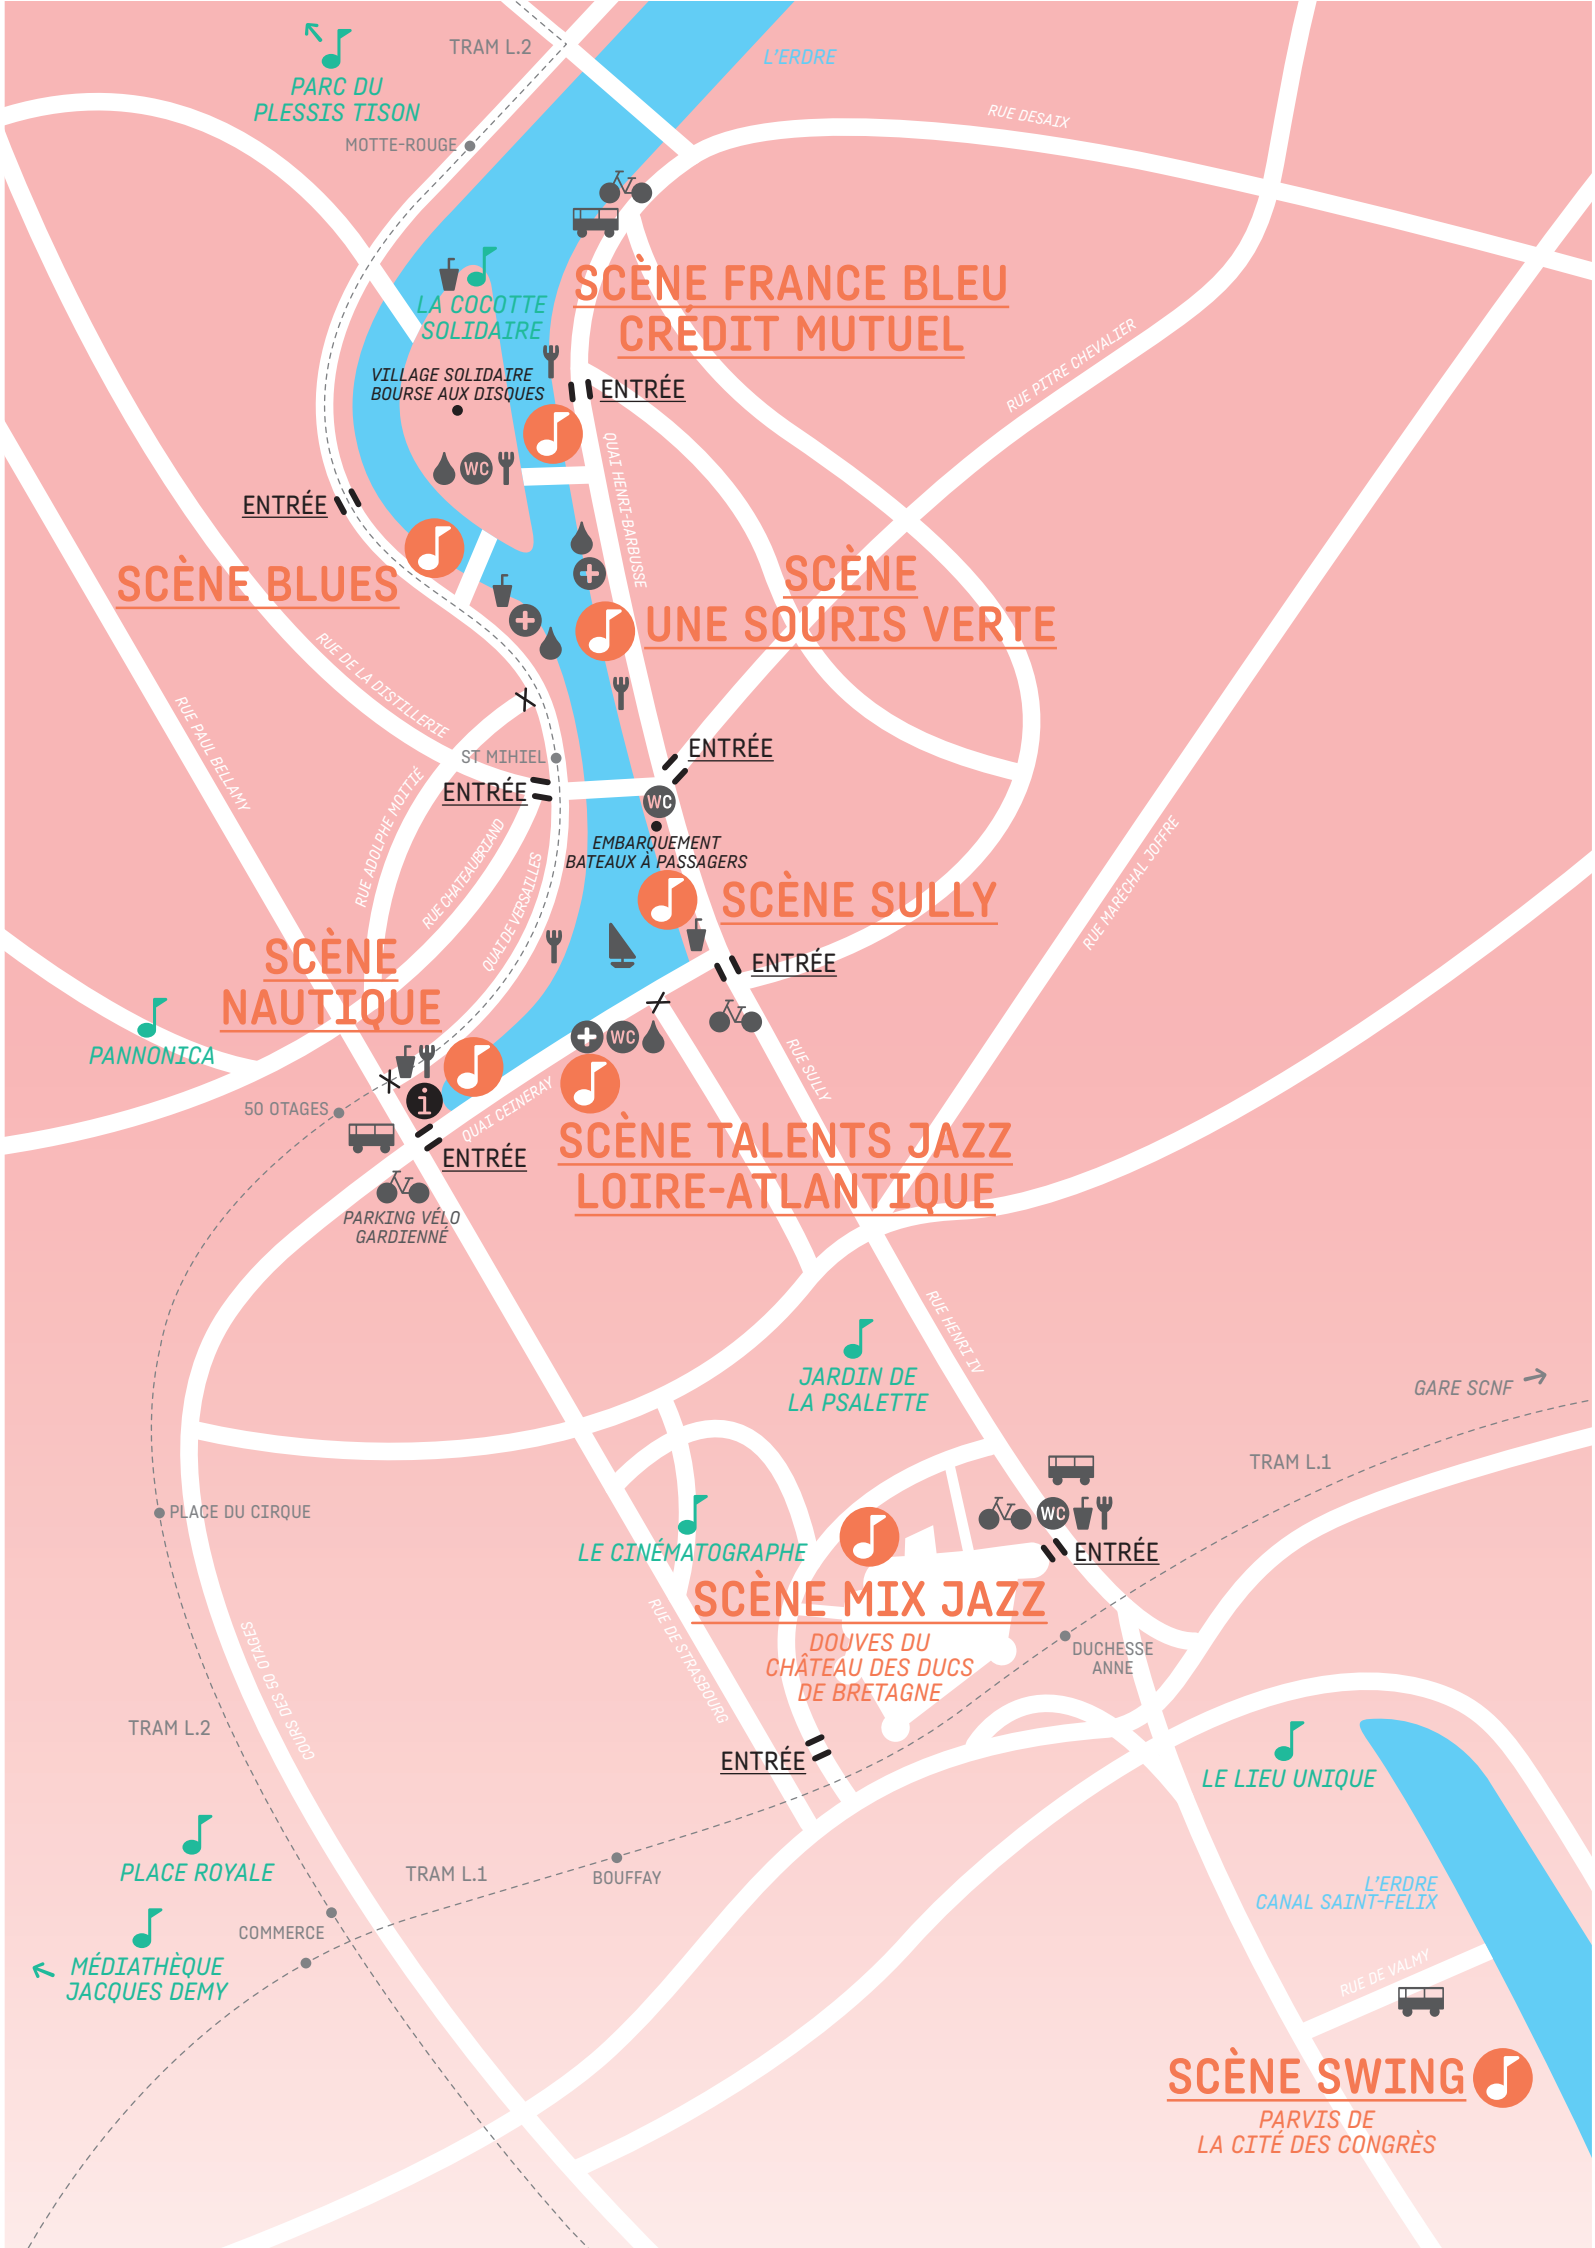 TRAM L.2
L'ERDRE
PARC DU
PLESSIS TISON
RUE DESAIX
MOTTE-ROUGE
SCÈNE FRANCE BLEU
CRÉDIT MUTUEL
LA COCOTTE
SOLIDAIRE
RUE PITRE CHEVALIER
VILLAGE SOLIDAIRE
BOURSE AUX DISQUES
ENTRÉE
QUAI HENRI-BARBUSSE
WC
ENTRÉE
SCÈNE BLUES
SCÈNE
UNE SOURIS VERTE
RUE DE LA DISTILLERIE
RUE PAUL BELLAMY
ST MIHIEL
ENTRÉE
ENTRÉE
WC
RUE ADOLPHE MOITIÉ
RUE CHATEAUBRIAND
QUAI DE VERSAILLES
EMBARQUEMENT
BATEAUX À PASSAGERS
RUE MARÉCHAL JOFFRE
SCÈNE SULLY
SCÈNE
NAUTIQUE
ENTRÉE
PANNONICA
WC
RUE SULLY
i
50 OTAGES
QUAI CEINERAY
ENTRÉE
SCÈNE TALENTS JAZZ
LOIRE-ATLANTIQUE
PARKING VÉLO
GARDIENNÉ
RUE HENRI IV
JARDIN DE
LA PSALETTE
GARE SCNF
TRAM L.1
PLACE DU CIRQUE
WC
LE CINÉMATOGRAPHE
ENTRÉE
SCÈNE MIX JAZZ
DOUVES DU
CHÂTEAU DES DUCS
DE BRETAGNE
RUE DE STRASBOURG
DUCHESSE
ANNE
COURS DES 50 OTAGES
TRAM L.2
ENTRÉE
LE LIEU UNIQUE
PLACE ROYALE
TRAM L.1
BOUFFAY
L'ERDRE
CANAL SAINT-FELIX
COMMERCE
MÉDIATHÈQUE
JACQUES DEMY
RUE DE VALMY
SCÈNE SWING
PARVIS DE
LA CITÉ DES CONGRÈS